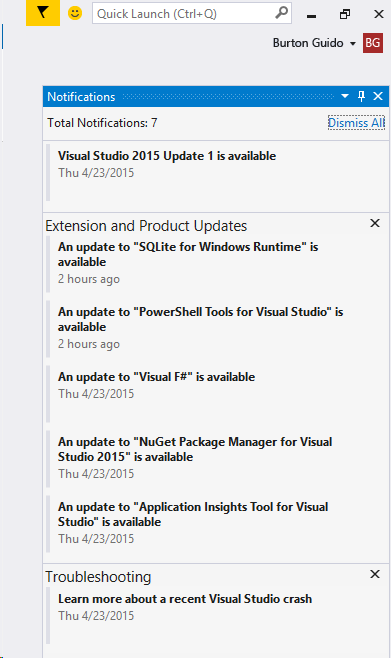 Quick Launch (Ctrl+Q)
Burton Guido BG
Notifications
Total Notifications: 7 Dismiss All
Visual Studio 2015 Update 1 is available
Thu 4/23/2015
Extension and Product Updates
An update to "SQLite for Windows Runtime" is
available
2 hours ago
An update to "PowerShell Tools for Visual Studio" is
available
2 hours ago
An update to "Visual F#" is available
Thu 4/23/2015
An update to "NuGet Package Manager for Visual
Studio 2015" is available
Thu 4/23/2015
An update to "Application Insights Tool for Visual
Studio" is available
Thu 4/23/2015
Troubleshooting
Learn more about a recent Visual Studio crash